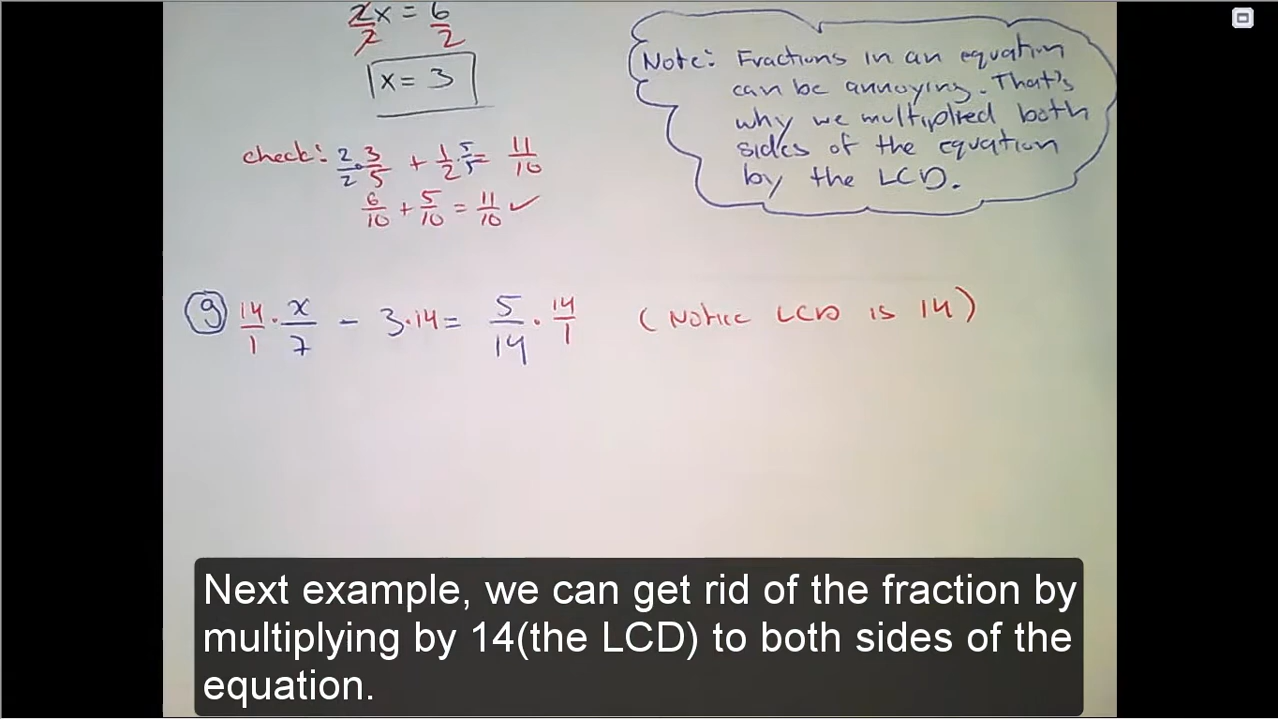 2x = 6
2 2
x = 3
check: 2/2 · 3/5 + 1/2 · 5/5 = 11/10
6/10 + 5/10 = 11/10 ✓
Note: Fractions in an equation
can be annoying. That's
why we multiplied both
sides of the equation
by the LCD.
9 14/1 · x/7 - 3·14 = 5/14 · 14/1 (Notice LCD is 14)
Next example, we can get rid of the fraction by
multiplying by 14(the LCD) to both sides of the
equation.